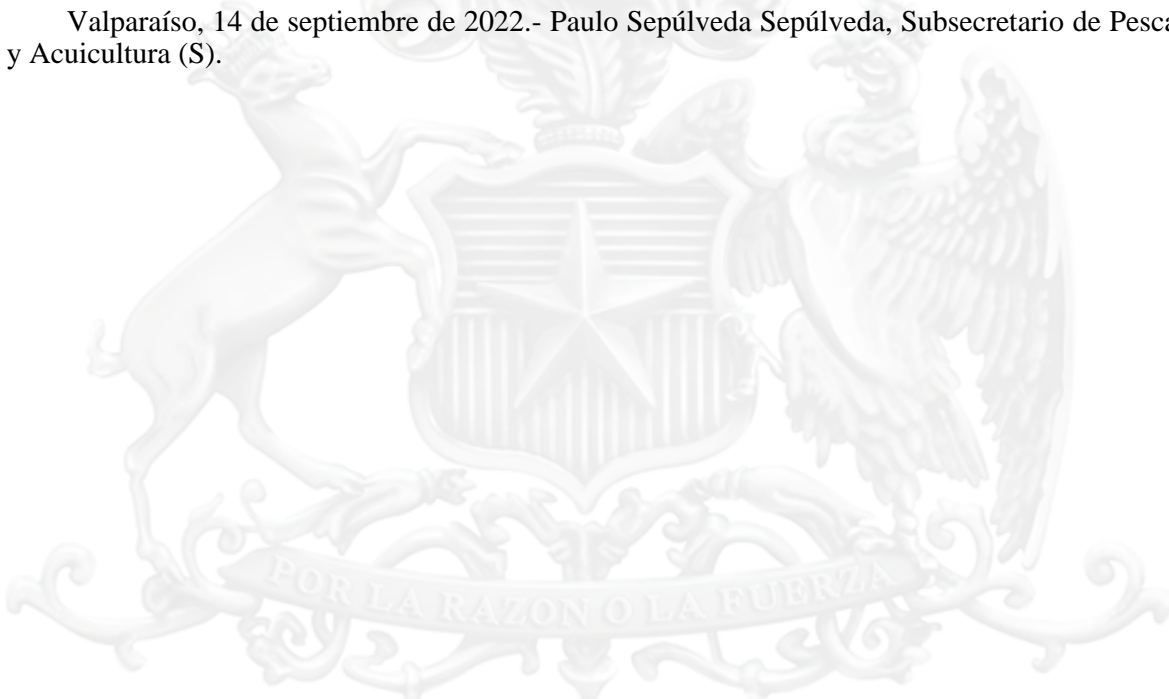 Valparaíso, 14 de septiembre de 2022.- Paulo Sepúlveda Sepúlveda, Subsecretario de Pesca
y Acuicultura (S).
POR LA RAZON O LA FUERZA